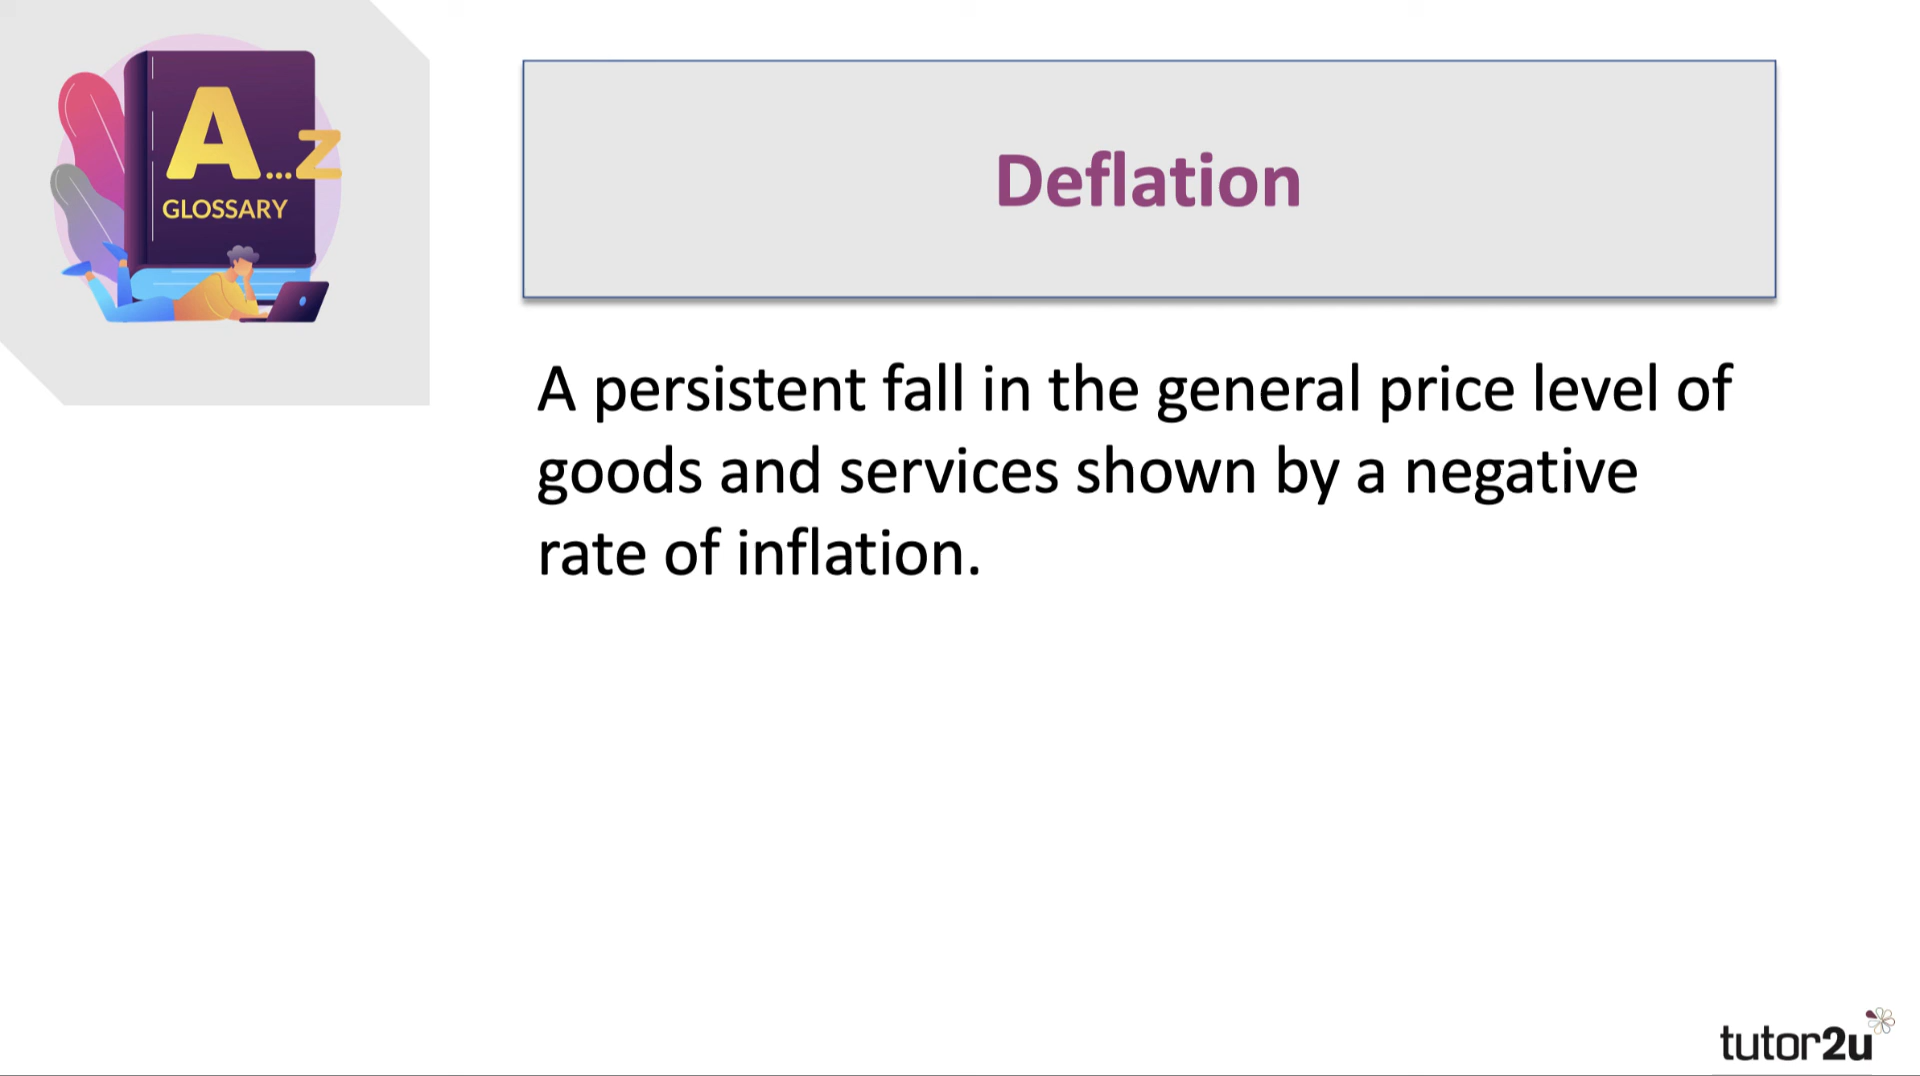 A...Z
GLOSSARY
Deflation
A persistent fall in the general price level of
goods and services shown by a negative
rate of inflation.
tutor2u